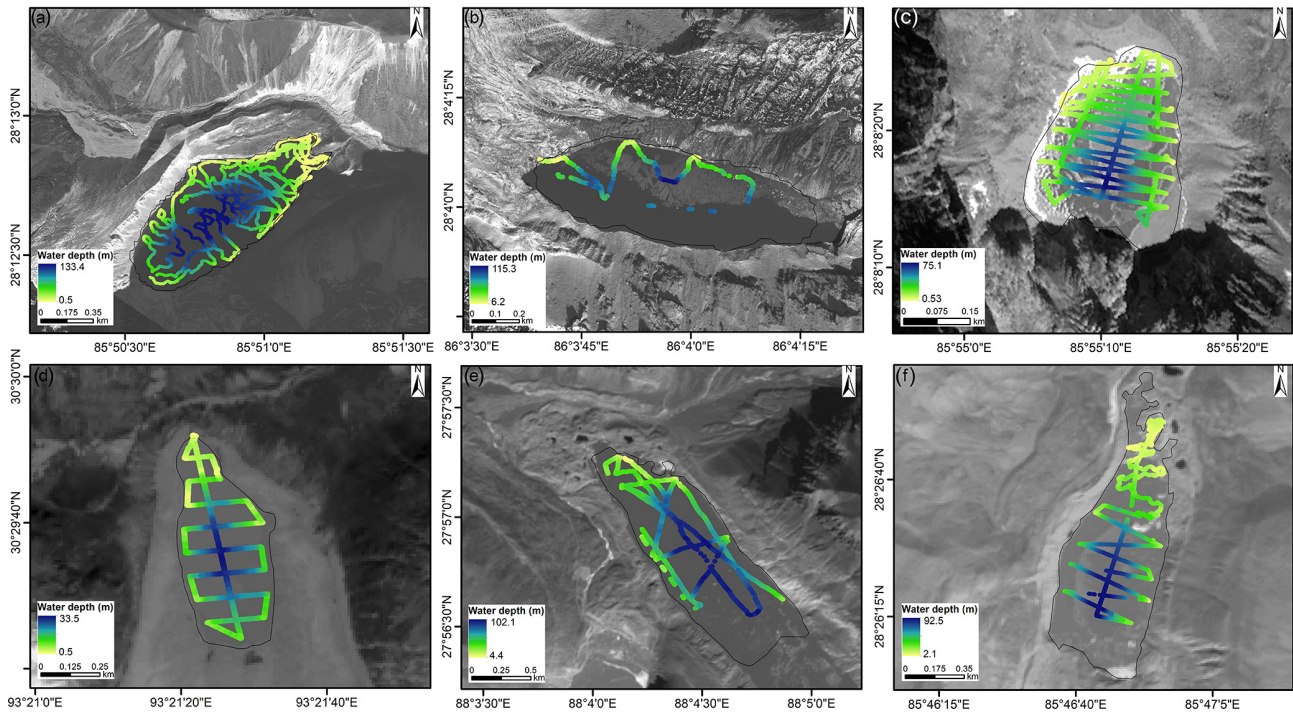 (a)
N
28°13'0"N
28°12'30"N
Water depth (m)
133.4
0.5
0 0.175 0.35
km
85°50'30"E
85°51'0"E
85°51'30"E
(b)
N
28°4'15"N
28°4'0"N
Water depth (m)
115.3
6.2
0 0.1 0.2
km
86°3'30"E
86°3'45"E
86°4'0"E
86°4'15"E
(c)
N
28°8'20"N
28°8'10"N
Water depth (m)
75.1
0.53
0 0.075 0.15
km
85°55'0"E
85°55'10"E
85°55'20"E
(d)
N
30°30'0"N
30°29'40"N
Water depth (m)
33.5
0.5
0 0.125 0.25
km
93°21'0"E
93°21'20"E
93°21'40"E
(e)
N
27°57'30"N
27°57'0"N
27°56'30"N
Water depth (m)
102.1
4.4
0 0.25 0.5
km
88°3'30"E
88°4'0"E
88°4'30"E
88°5'0"E
(f)
N
28°26'40"N
28°26'15"N
Water depth (m)
92.5
2.1
0 0.175 0.35
km
85°46'15"E
85°46'40"E
85°47'5"E